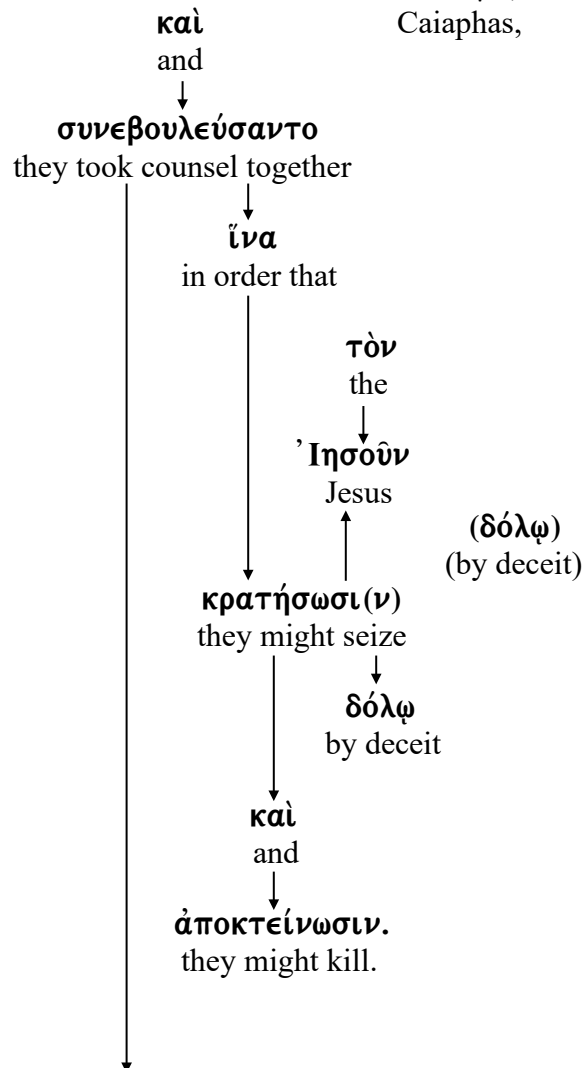 καὶ
Caiaphas,
and
συνεβουλεύσαντο
they took counsel together
ἵνα
in order that
τὸν
the
Ἰησοῦν
Jesus
(δόλῳ)
(by deceit)
κρατήσωσι(ν)
they might seize
δόλῳ
by deceit
καὶ
and
ἀποκτείνωσιν.
they might kill.